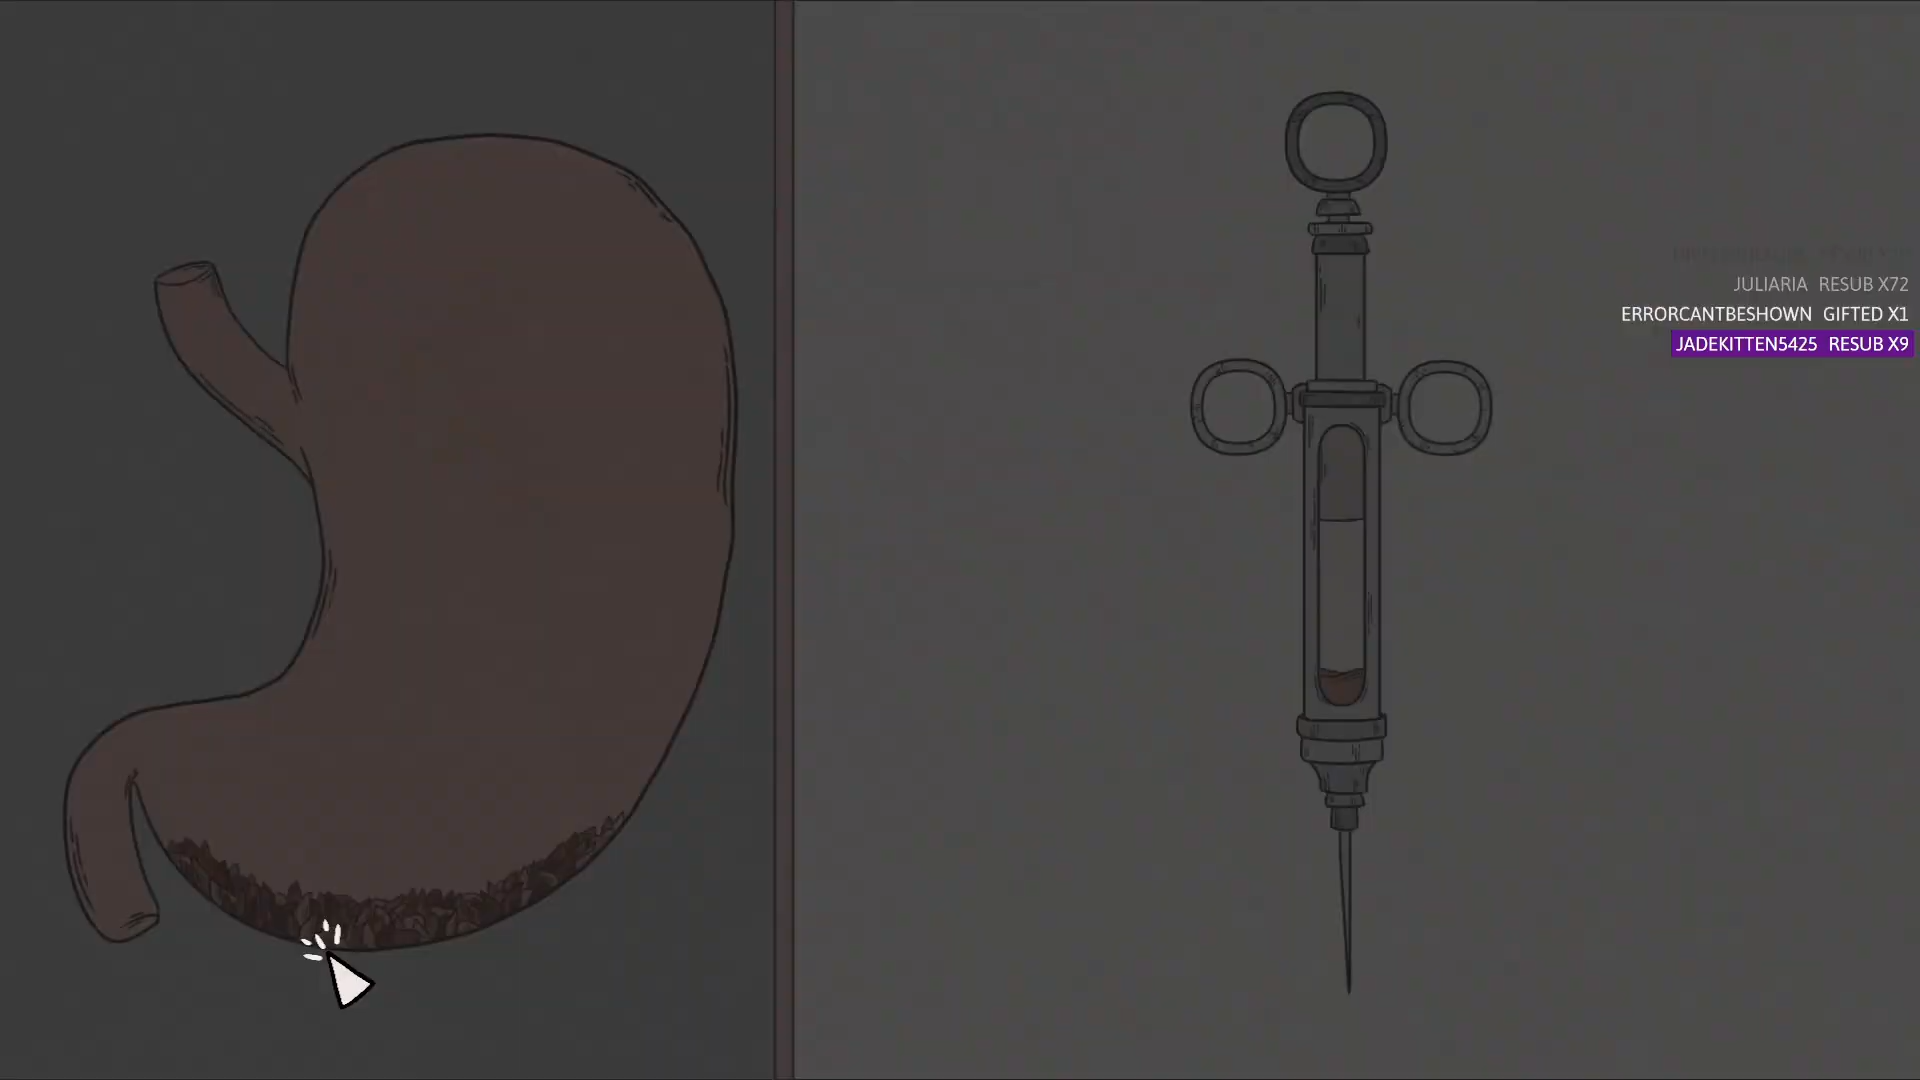 JULIARIA RESUB X72
ERRORCANTBESHOWN GIFTED X1
JADEKITTEN5425 RESUB X9